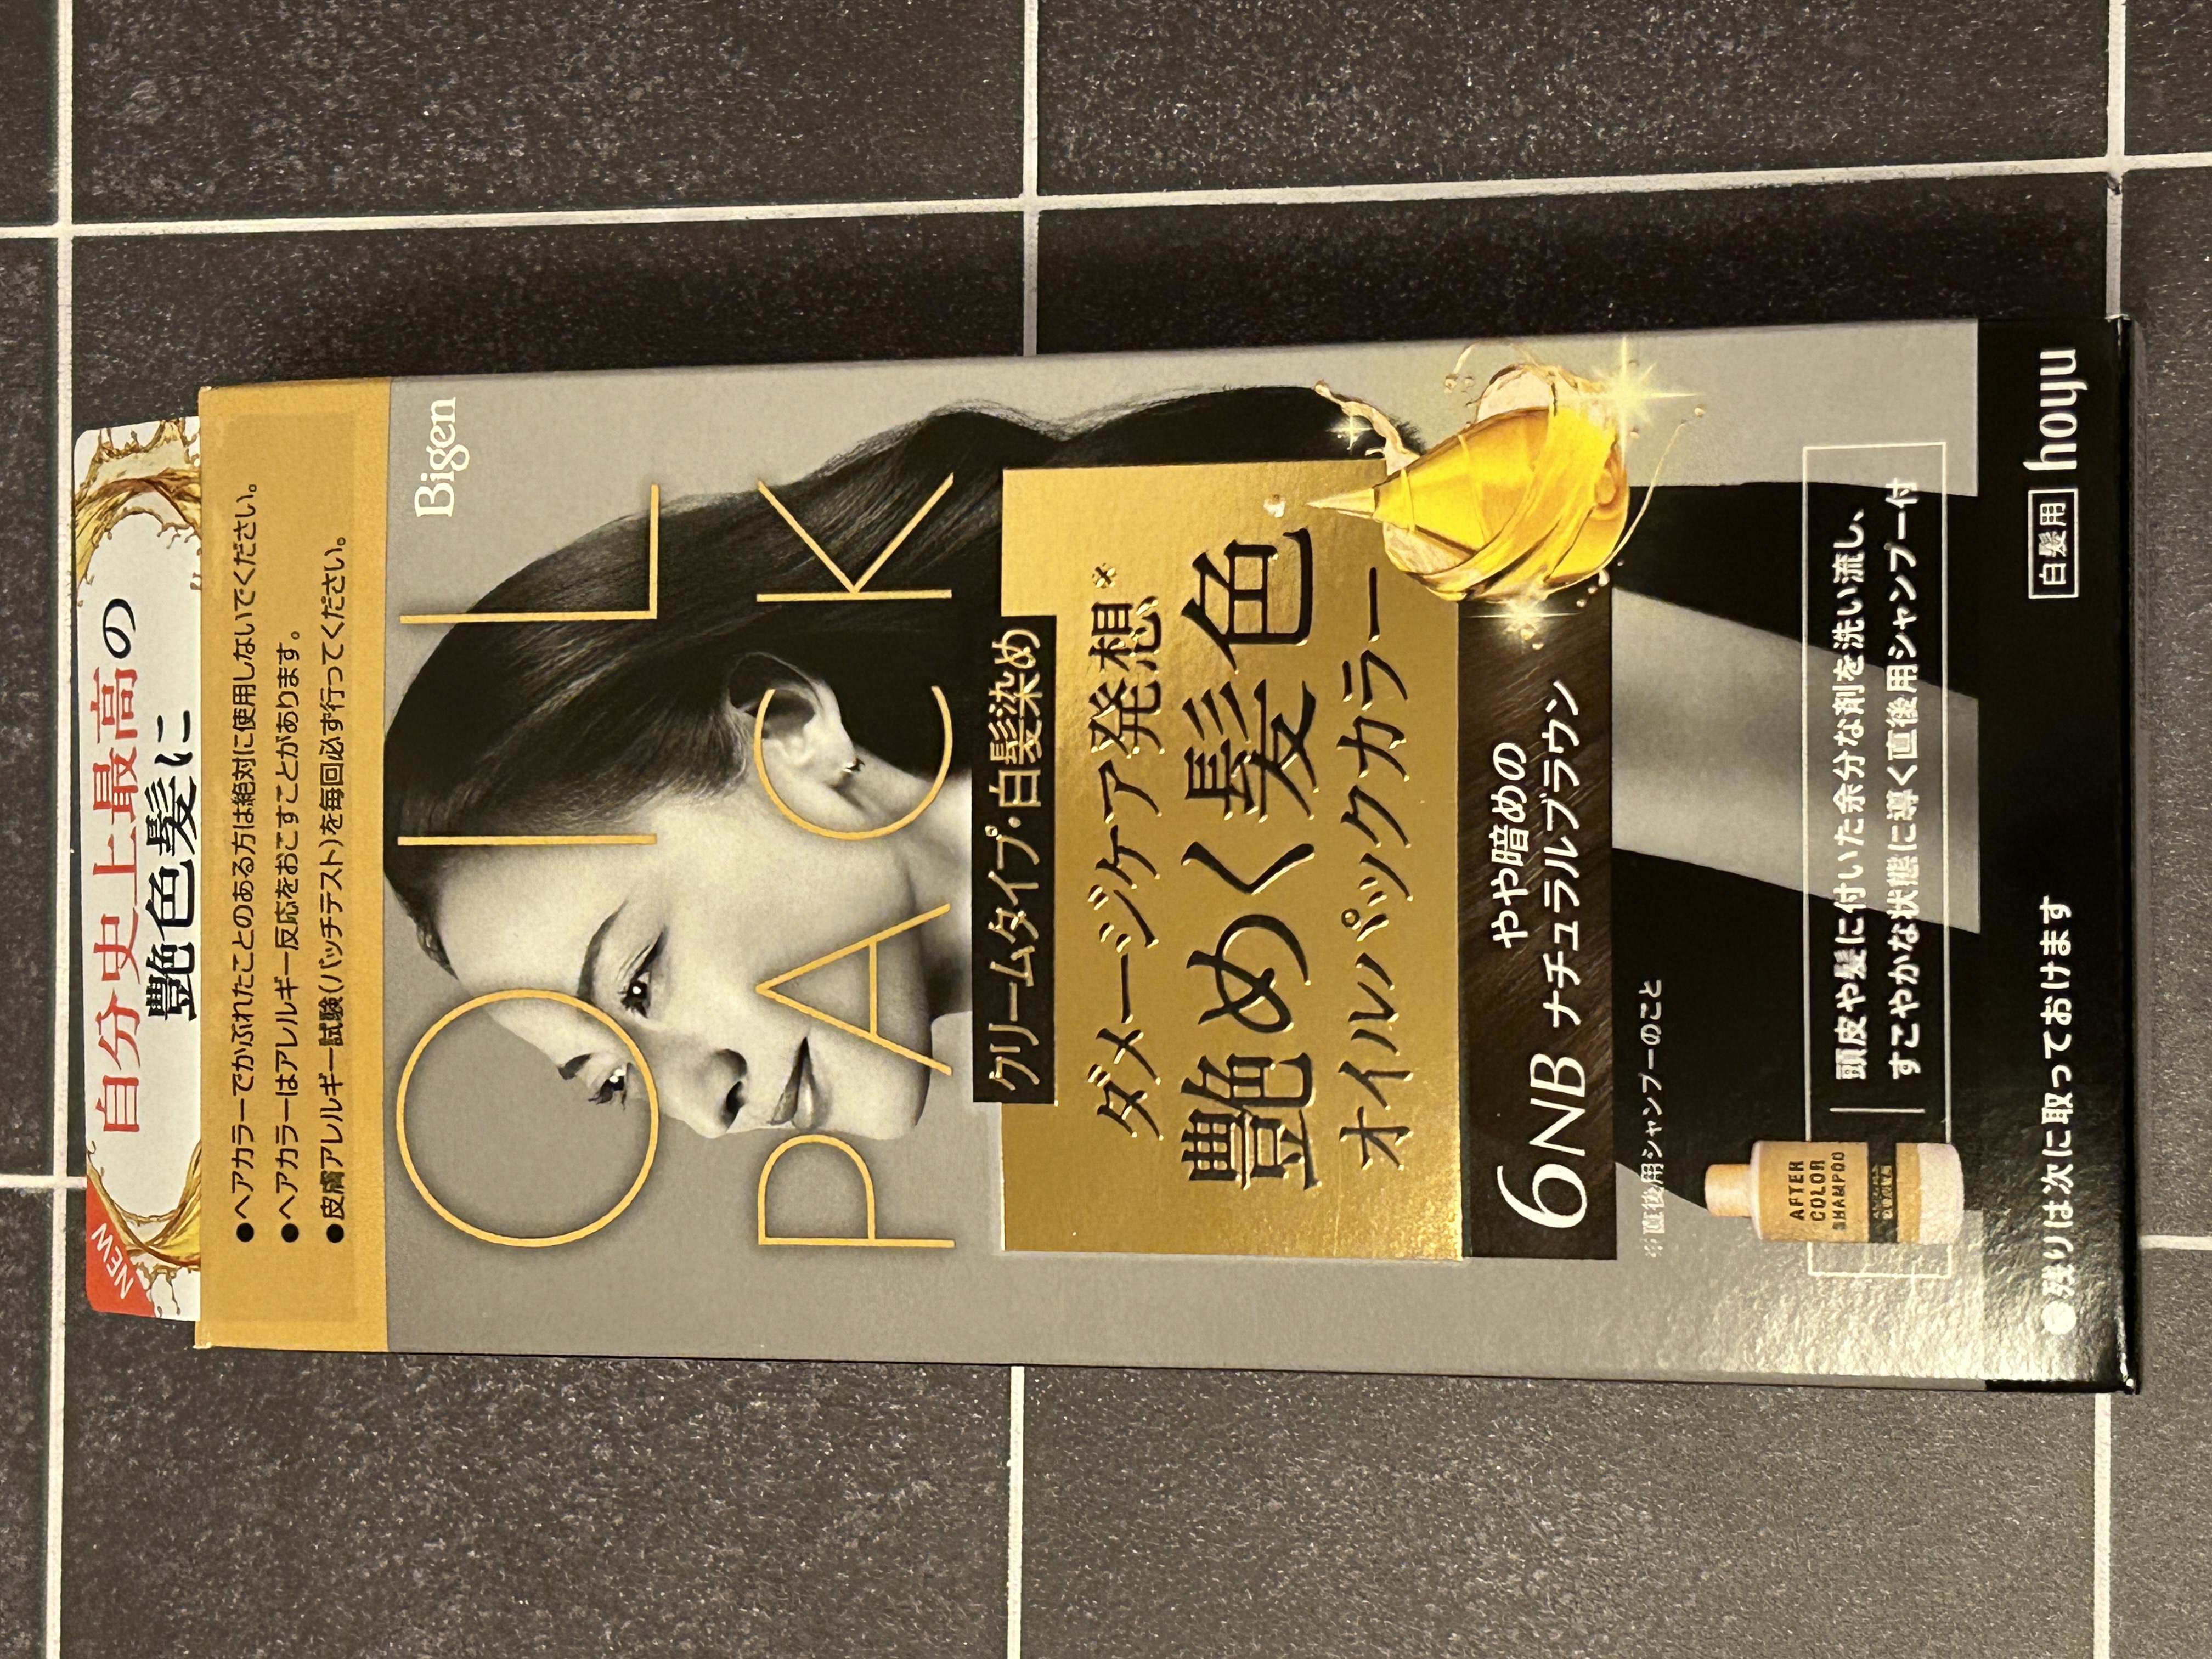 自分史上最高の
艶色髪に
NEW
●ヘアカラーでかぶれたことのある方は絶対に使用しないでください。
●ヘアカラーはアレルギー反応をおこすことがあります。
●皮膚アレルギー試験(パッチテスト)を毎回必ず行ってください。
Bigen
OIL
PACK
クリームタイプ・白髪染め
ダメージケア発想※
艶めく髪色
オイルパックカラー
やや暗めの
6NB ナチュラルブラウン
※直後用シャンプーのこと
AFTER
COLOR
SHAMPOO
頭皮や髪に付いた余分な剤を洗い流し、
すこやかな状態に導く直後用シャンプー付
●残りは次に取っておけます
白髪用 hoyu